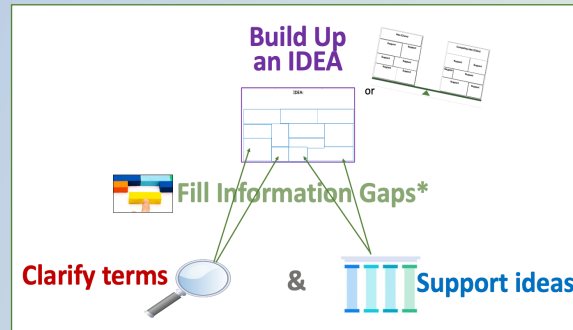 Build Up
an IDEA
IDEA:
or
Fill Information Gaps*
Clarify terms
&
Support ideas